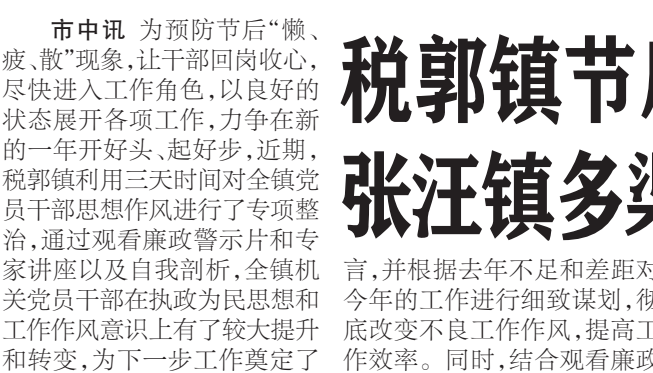 市中讯 为预防节后“懒、
疲、散”现象，让干部回岗收心，
尽快进入工作角色，以良好的
状态展开各项工作，力争在新
的一年开好头、起好步，近期，
税郭镇利用三天时间对全镇党
员干部思想作风进行了专项整
治，通过观看廉政警示片和专
家讲座以及自我剖析，全镇机
关党员干部在执政为民思想和
工作作风意识上有了较大提升
和转变，为下一步工作奠定了
税郭镇节
张汪镇多
言，并根据去年不足和差距对
今年的工作进行细致谋划，彻
底改变不良工作作风，提高工
作效率。同时，结合观看廉政